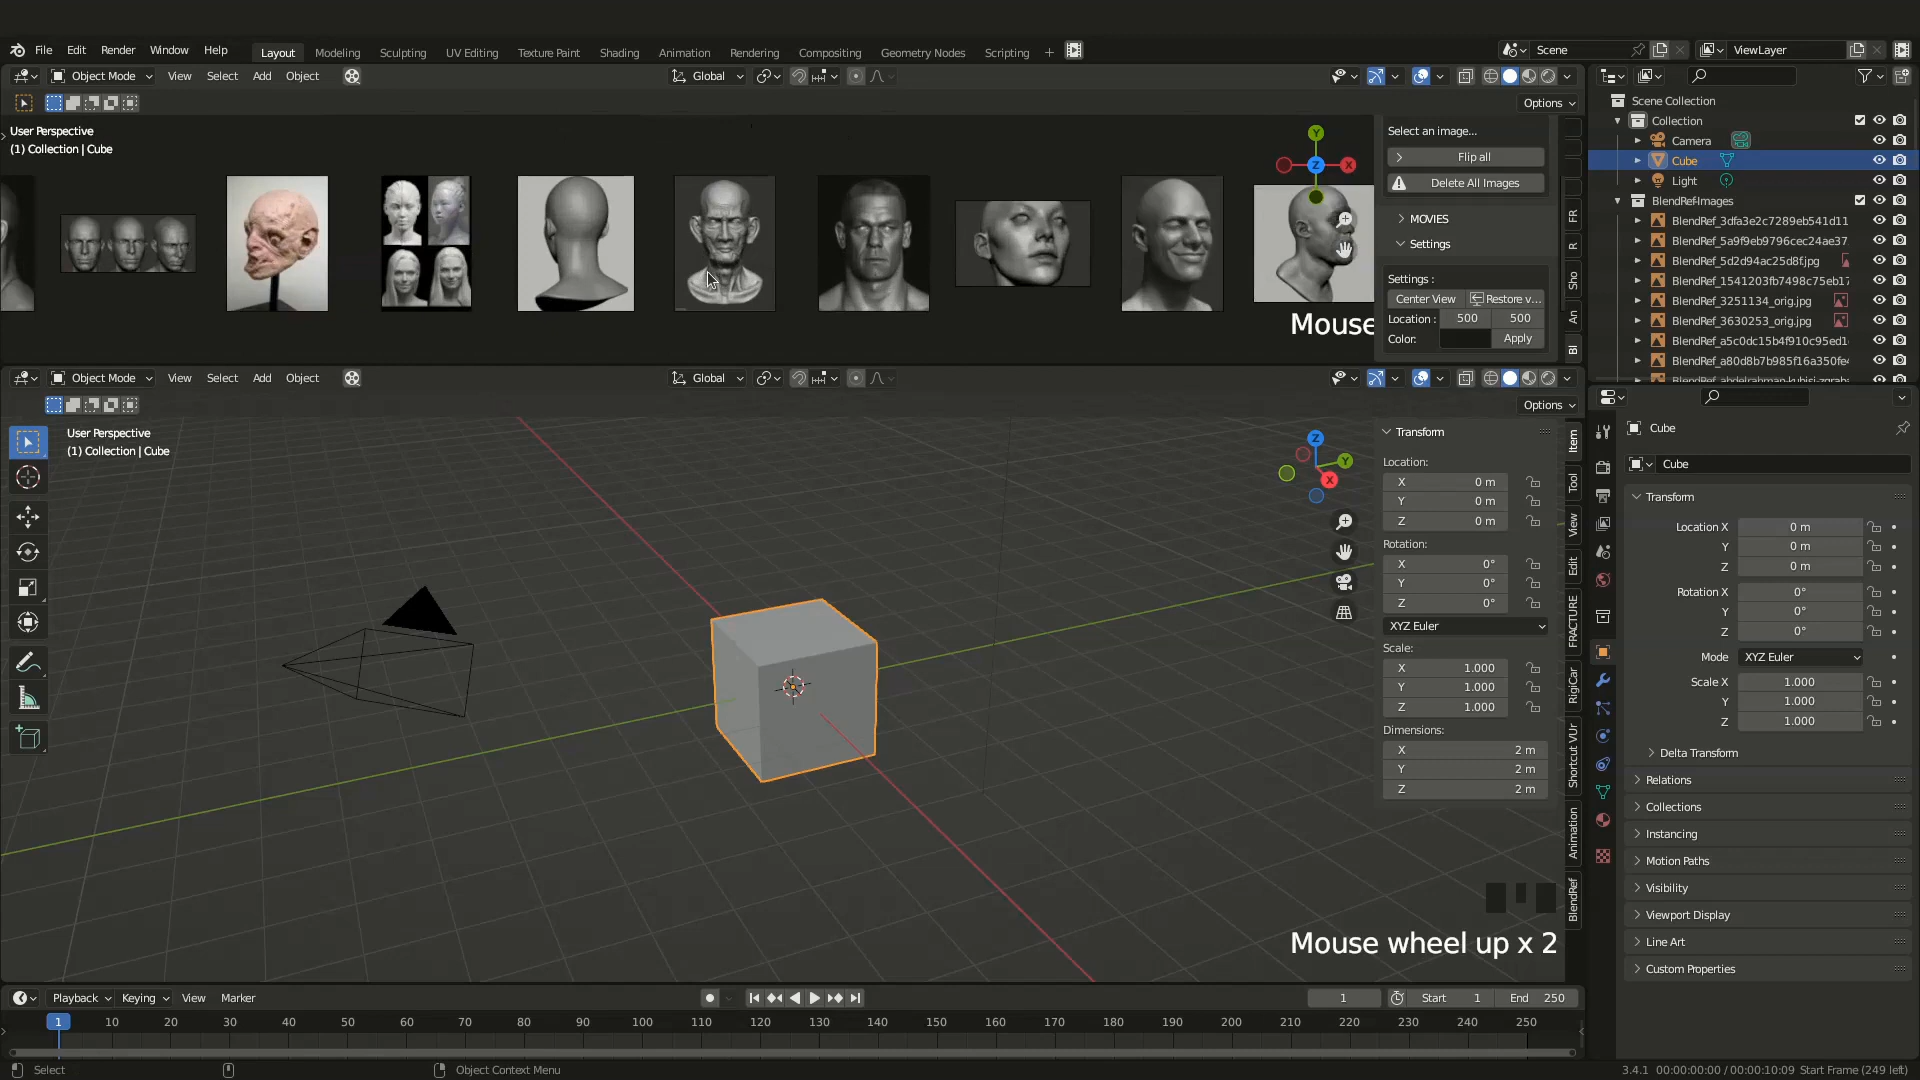 File Edit Render Window Help Layout Modeling Sculpting UV Editing Texture Paint Shading Animation Rendering Compositing Geometry Nodes Scripting + Scene ViewLayer
Object Mode View Select Add Object Global
Options
User Perspective
(1) Collection | Cube
Y
X
Z
Select an image...
Flip all
Delete All Images
MOVIES
Settings
Settings :
Center View Restore v...
Location : 500 500
Color: Apply
Mouse
FR
R
Sho
An
Bl
Scene Collection
Collection
Camera
Cube
Light
BlendRefImages
BlendRef_3dfa3e2c7289eb541d11
BlendRef_5a9f9eb9796cec24ae37.
BlendRef_5d2d94ac25d8f.jpg
BlendRef_1541203fb7498c75eb17
BlendRef_3251134_orig.jpg
BlendRef_3630253_orig.jpg
BlendRef_a5c0dc15b4f910c95ed1
BlendRef_a80d8b7b985f16a350fe
Object Mode View Select Add Object Global
Options
User Perspective
(1) Collection | Cube
Z
Y
X
Transform
Location:
X 0 m
Y 0 m
Z 0 m
Rotation:
X 0°
Y 0°
Z 0°
XYZ Euler
Scale:
X 1.000
Y 1.000
Z 1.000
Dimensions:
X 2 m
Y 2 m
Z 2 m
Item
Tool
View
Edit
FRACTURE
RigiCar
Shortcut VUr
Animation
BlendRef
Mouse wheel up x 2
Cube
Cube
Transform
Location X 0 m
Y 0 m
Z 0 m
Rotation X 0°
Y 0°
Z 0°
Mode XYZ Euler
Scale X 1.000
Y 1.000
Z 1.000
Delta Transform
Relations
Collections
Instancing
Motion Paths
Visibility
Viewport Display
Line Art
Custom Properties
Playback Keying View Marker 1 Start 1 End 250
1 10 20 30 40 50 60 70 80 90 100 110 120 130 140 150 160 170 180 190 200 210 220 230 240 250
Select Object Context Menu 3.4.1 00:00:00:00 / 00:00:10:09 Start Frame (249 left)